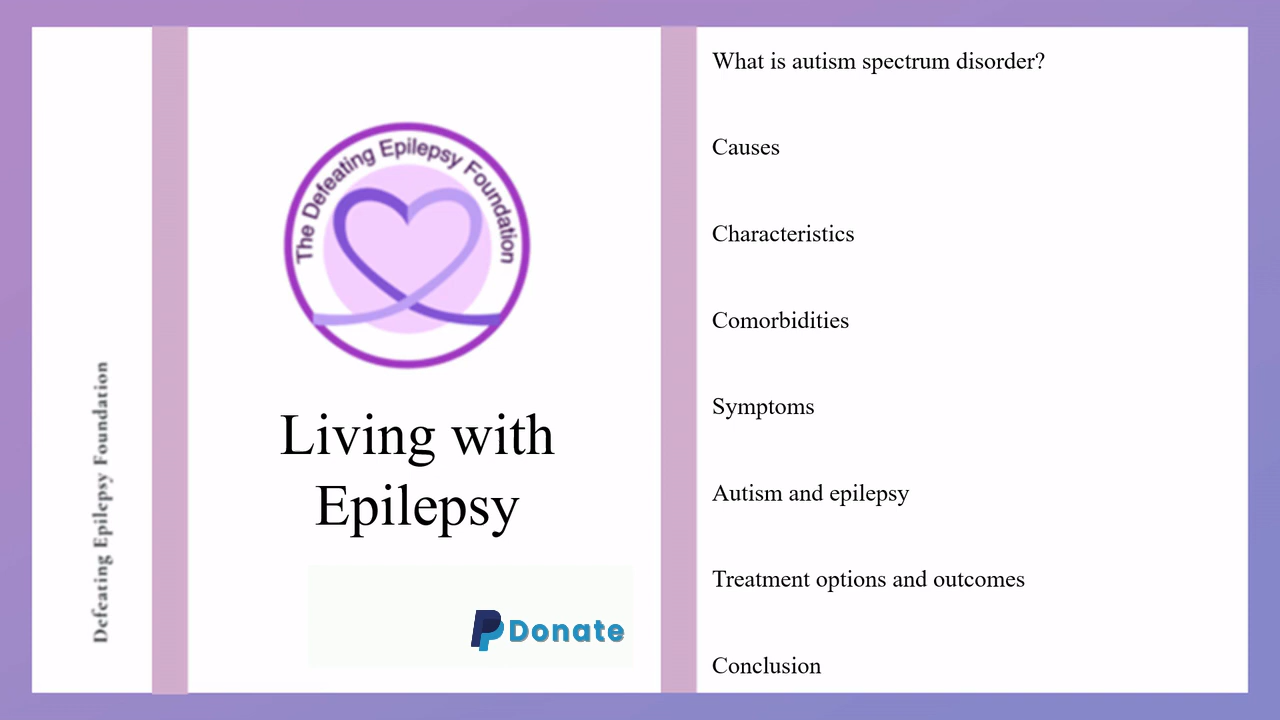 Defeating Epilepsy Foundation
The Defeating Epilepsy Foundation
Living with
Epilepsy
Donate
What is autism spectrum disorder?
Causes
Characteristics
Comorbidities
Symptoms
Autism and epilepsy
Treatment options and outcomes
Conclusion